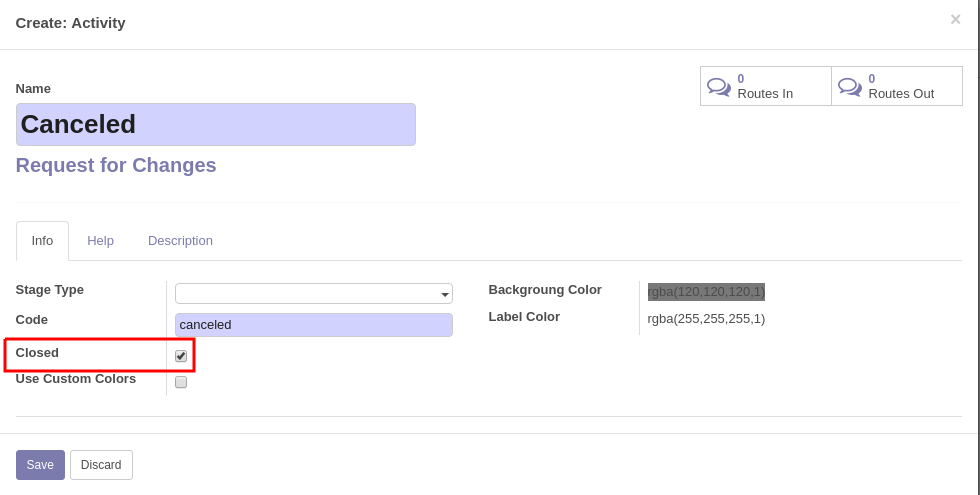 Create: Activity
×
0
Routes In
0
Routes Out
Name
Canceled
Request for Changes
Info
Help
Description
Stage Type
Code
canceled
Closed
Use Custom Colors
Backgroung Color
rgba(120,120,120,1)
Label Color
rgba(255,255,255,1)
Save
Discard